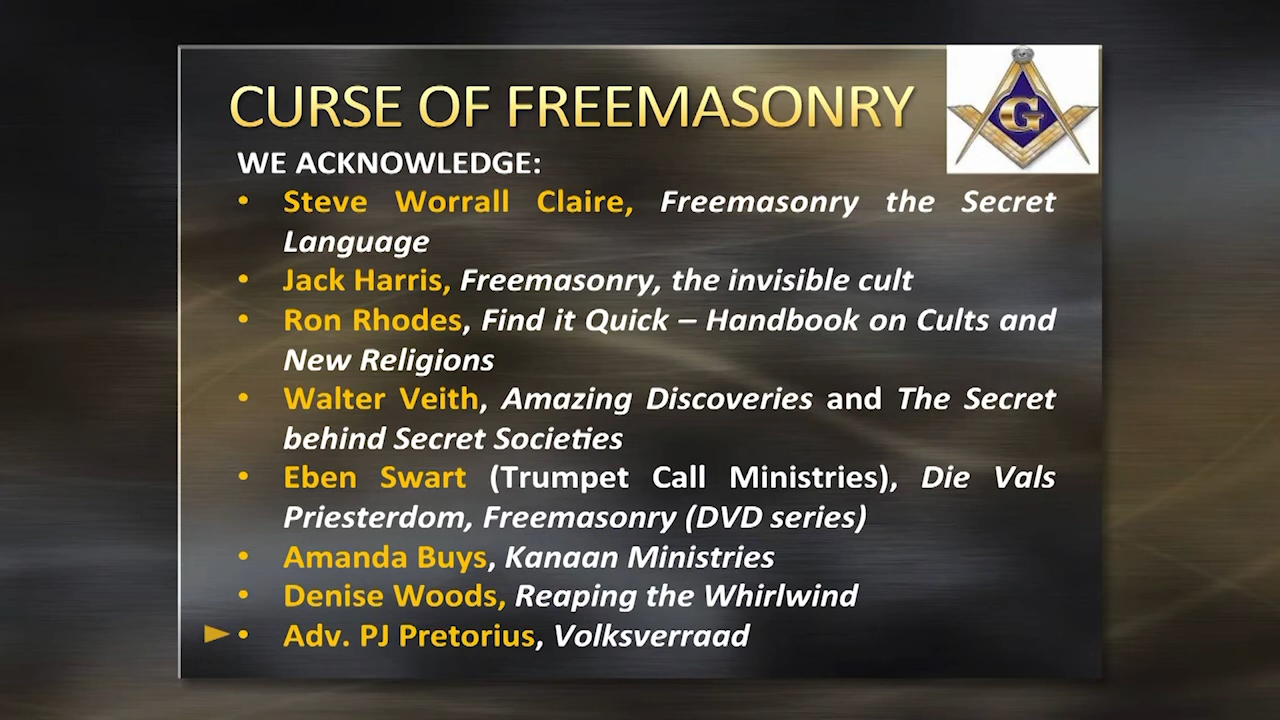 CURSE OF FREEMASONRY
G
WE ACKNOWLEDGE:
• Steve Worrall Claire, Freemasonry the Secret
Language
• Jack Harris, Freemasonry, the invisible cult
• Ron Rhodes, Find it Quick – Handbook on Cults and
New Religions
• Walter Veith, Amazing Discoveries and The Secret
behind Secret Societies
• Eben Swart (Trumpet Call Ministries), Die Vals
Priesterdom, Freemasonry (DVD series)
• Amanda Buys, Kanaan Ministries
• Denise Woods, Reaping the Whirlwind
• Adv. PJ Pretorius, Volksverraad